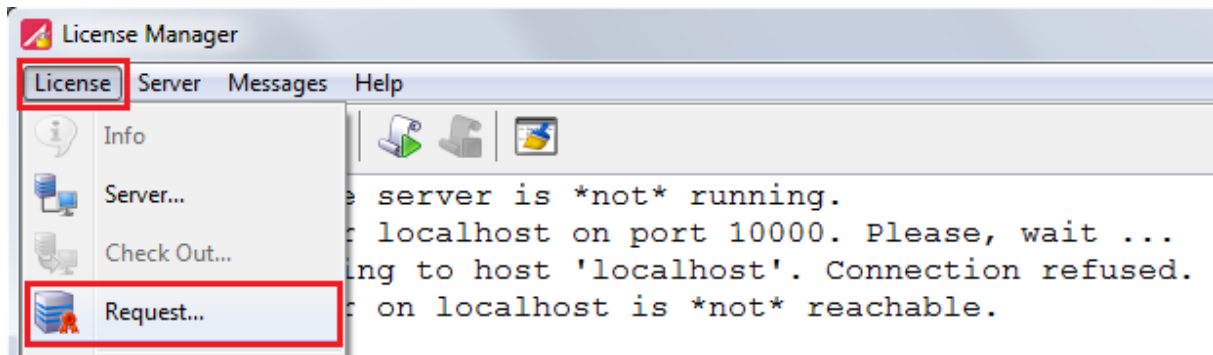 License Manager
License Server Messages Help
Info
Server...
Check Out...
Request...
server is *not* running.
localhost on port 10000. Please, wait ...
ing to host 'localhost'. Connection refused.
on localhost is *not* reachable.